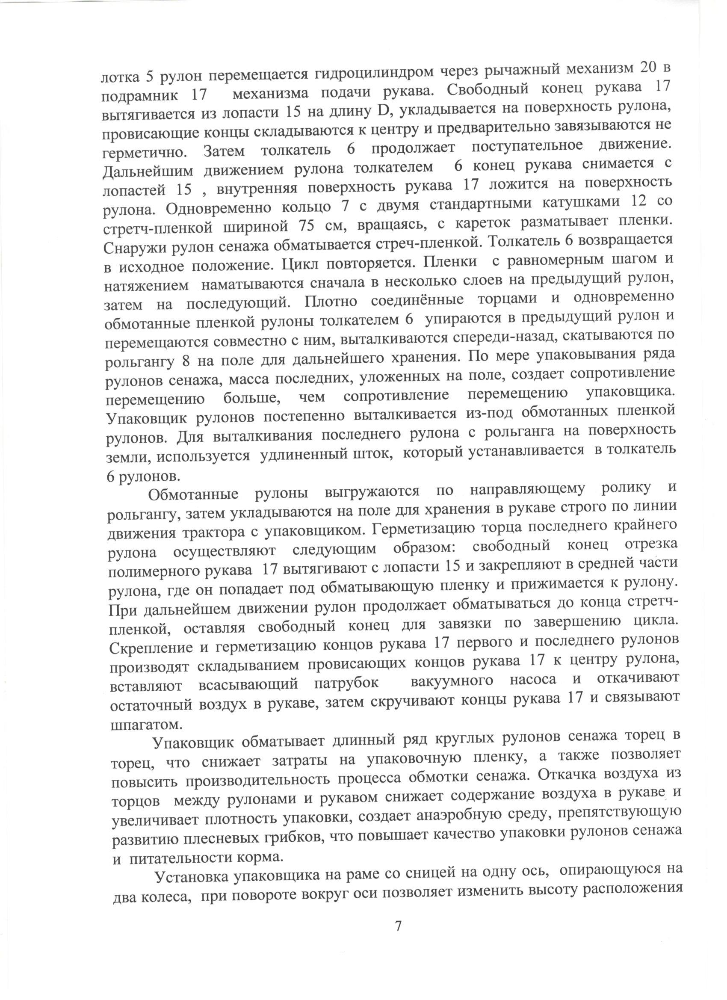 лотка 5 рулон перемещается гидроцилиндром через рычажный механизм 20 в
подрамник 17 механизма подачи рукава. Свободный конец рукава 17
вытягивается из лопасти 15 на длину D, укладывается на поверхность рулона,
провисающие концы складываются к центру и предварительно завязываются не
герметично. Затем толкатель 6 продолжает поступательное движение.
Дальнейшим движением рулона толкателем 6 конец рукава снимается с
лопастей 15 , внутренняя поверхность рукава 17 ложится на поверхность
рулона. Одновременно кольцо 7 с двумя стандартными катушками 12 со
стретч-пленкой шириной 75 см, вращаясь, с кареток разматывает пленки.
Снаружи рулон сенажа обматывается стреч-пленкой. Толкатель 6 возвращается
в исходное положение. Цикл повторяется. Пленки с равномерным шагом и
натяжением наматываются сначала в несколько слоев на предыдущий рулон,
затем на последующий. Плотно соединённые торцами и одновременно
обмотанные пленкой рулоны толкателем 6 упираются в предыдущий рулон и
перемещаются совместно с ним, выталкиваются спереди-назад, скатываются по
рольгангу 8 на поле для дальнейшего хранения. По мере упаковывания ряда
рулонов сенажа, масса последних, уложенных на поле, создает сопротивление
перемещению больше, чем сопротивление перемещению упаковщика.
Упаковщик рулонов постепенно выталкивается из-под обмотанных пленкой
рулонов. Для выталкивания последнего рулона с рольганга на поверхность
земли, используется удлиненный шток, который устанавливается в толкатель
6 рулонов.
Обмотанные рулоны выгружаются по направляющему ролику и
рольгангу, затем укладываются на поле для хранения в рукаве строго по линии
движения трактора с упаковщиком. Герметизацию торца последнего крайнего
рулона осуществляют следующим образом: свободный конец отрезка
полимерного рукава 17 вытягивают с лопасти 15 и закрепляют в средней части
рулона, где он попадает под обматывающую пленку и прижимается к рулону.
При дальнейшем движении рулон продолжает обматываться до конца стретч-
пленкой, оставляя свободный конец для завязки по завершению цикла.
Скрепление и герметизацию концов рукава 17 первого и последнего рулонов
производят складыванием провисающих концов рукава 17 к центру рулона,
вставляют всасывающий патрубок вакуумного насоса и откачивают
остаточный воздух в рукаве, затем скручивают концы рукава 17 и связывают
шпагатом.
Упаковщик обматывает длинный ряд круглых рулонов сенажа торец в
торец, что снижает затраты на упаковочную пленку, а также позволяет
повысить производительность процесса обмотки сенажа. Откачка воздуха из
торцов между рулонами и рукавом снижает содержание воздуха в рукаве и
увеличивает плотность упаковки, создает анаэробную среду, препятствующую
развитию плесневых грибков, что повышает качество упаковки рулонов сенажа
и питательности корма.
Установка упаковщика на раме со сницей на одну ось, опирающуюся на
два колеса, при повороте вокруг оси позволяет изменить высоту расположения
7